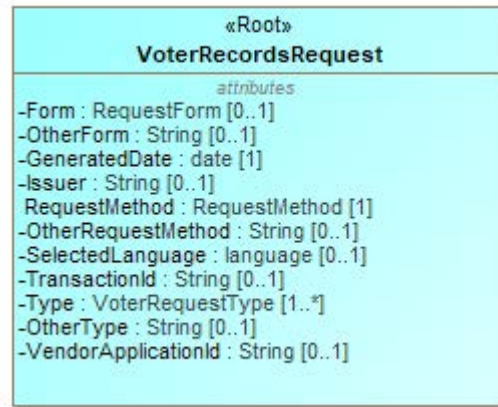 «Root»
VoterRecordsRequest
attributes
-Form : RequestForm [0..1]
-OtherForm : String [0..1]
-GeneratedDate : date [1]
-Issuer : String [0..1]
RequestMethod : RequestMethod [1]
-OtherRequestMethod : String [0..1]
-SelectedLanguage : language [0..1]
-TransactionId : String [0..1]
-Type : VoterRequestType [1..*]
-OtherType : String [0..1]
-VendorApplicationId : String [0..1]